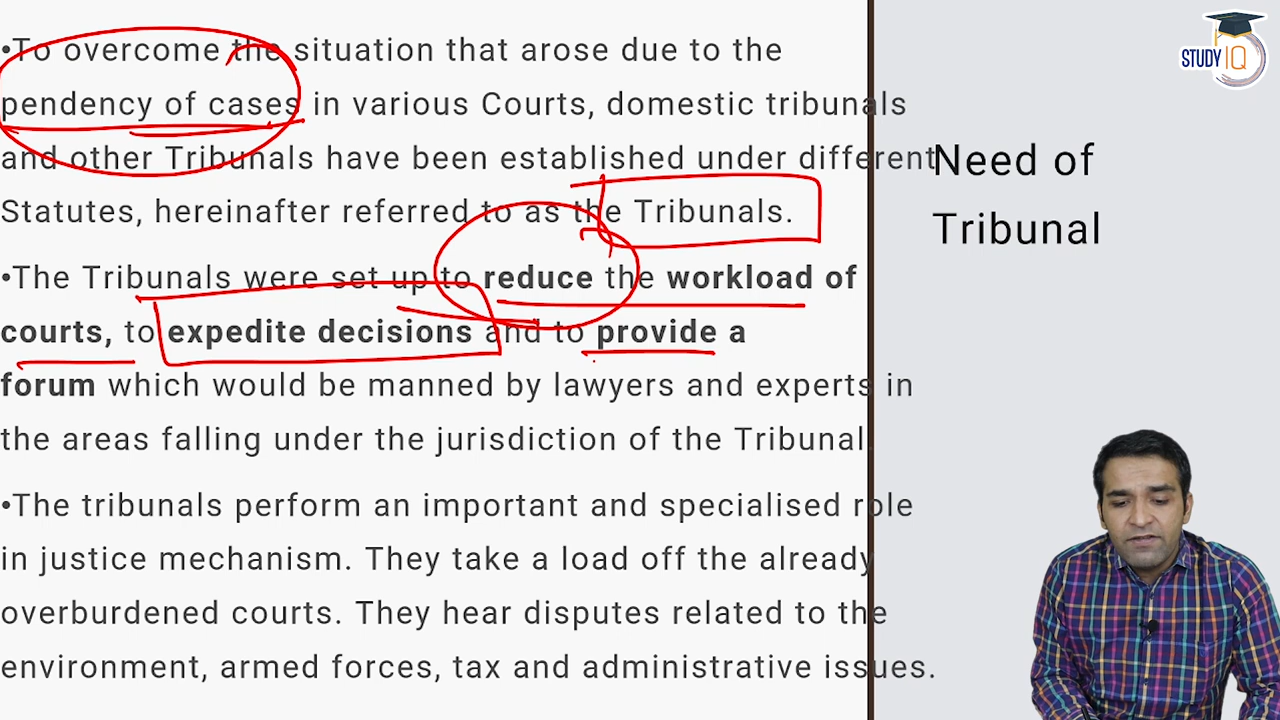 •To overcome the situation that arose due to the
pendency of cases in various Courts, domestic tribunals
and other Tribunals have been established under different
Statutes, hereinafter referred to as the Tribunals.
•The Tribunals were set up to reduce the workload of
courts, to expedite decisions and to provide a
forum which would be manned by lawyers and experts in
the areas falling under the jurisdiction of the Tribunal.
•The tribunals perform an important and specialised role
in justice mechanism. They take a load off the already
overburdened courts. They hear disputes related to the
environment, armed forces, tax and administrative issues.
Need of
Tribunal
STUDY IQ